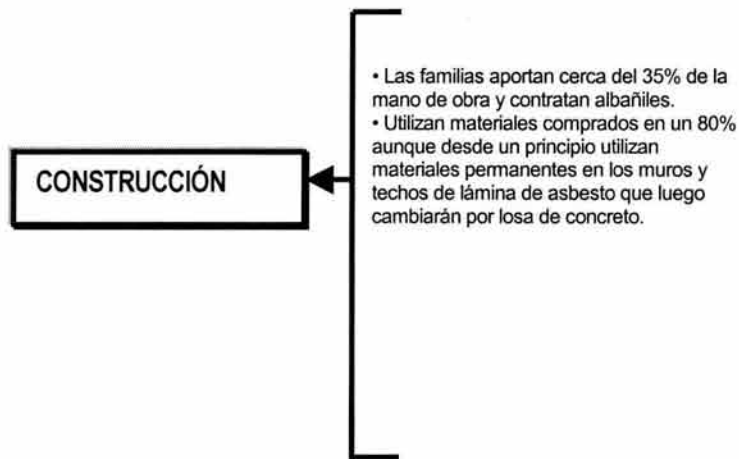 CONSTRUCCIÓN
• Las familias aportan cerca del 35% de la
mano de obra y contratan albañiles.
• Utilizan materiales comprados en un 80%
aunque desde un principio utilizan
materiales permanentes en los muros y
techos de lámina de asbesto que luego
cambiarán por losa de concreto.